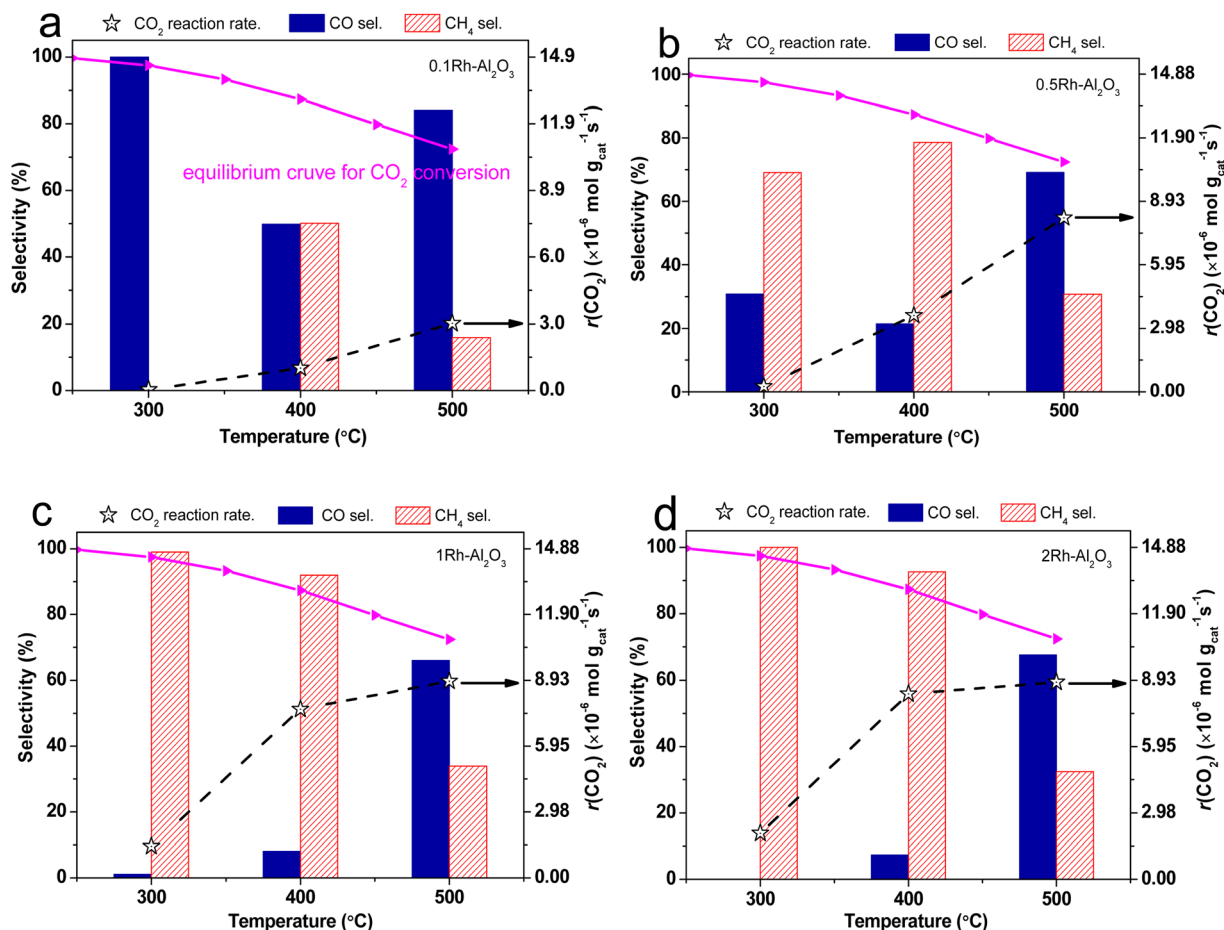 a
CO₂ reaction rate. CO sel. CH₄ sel.
0.1Rh-Al₂O₃
equilibrium cruve for CO₂ conversion
Selectivity (%)
100
80
60
40
20
0
300 400 500
Temperature (°C)
14.9
11.9
8.9
6.0
3.0
0.0
r(CO₂) (×10⁻⁶ mol g_cat⁻¹s⁻¹)
b
CO₂ reaction rate. CO sel. CH₄ sel.
0.5Rh-Al₂O₃
Selectivity (%)
100
80
60
40
20
0
300 400 500
Temperature (°C)
14.88
11.90
8.93
5.95
2.98
0.00
r(CO₂) (×10⁻⁶ mol g_cat⁻¹s⁻¹)
c
CO₂ reaction rate. CO sel. CH₄ sel.
1Rh-Al₂O₃
Selectivity (%)
100
80
60
40
20
0
300 400 500
Temperature (°C)
14.88
11.90
8.93
5.95
2.98
0.00
r(CO₂) (×10⁻⁶ mol g_cat⁻¹s⁻¹)
d
CO₂ reaction rate. CO sel. CH₄ sel.
2Rh-Al₂O₃
Selectivity (%)
100
80
60
40
20
0
300 400 500
Temperature (°C)
14.88
11.90
8.93
5.95
2.98
0.00
r(CO₂) (×10⁻⁶ mol g_cat⁻¹s⁻¹)